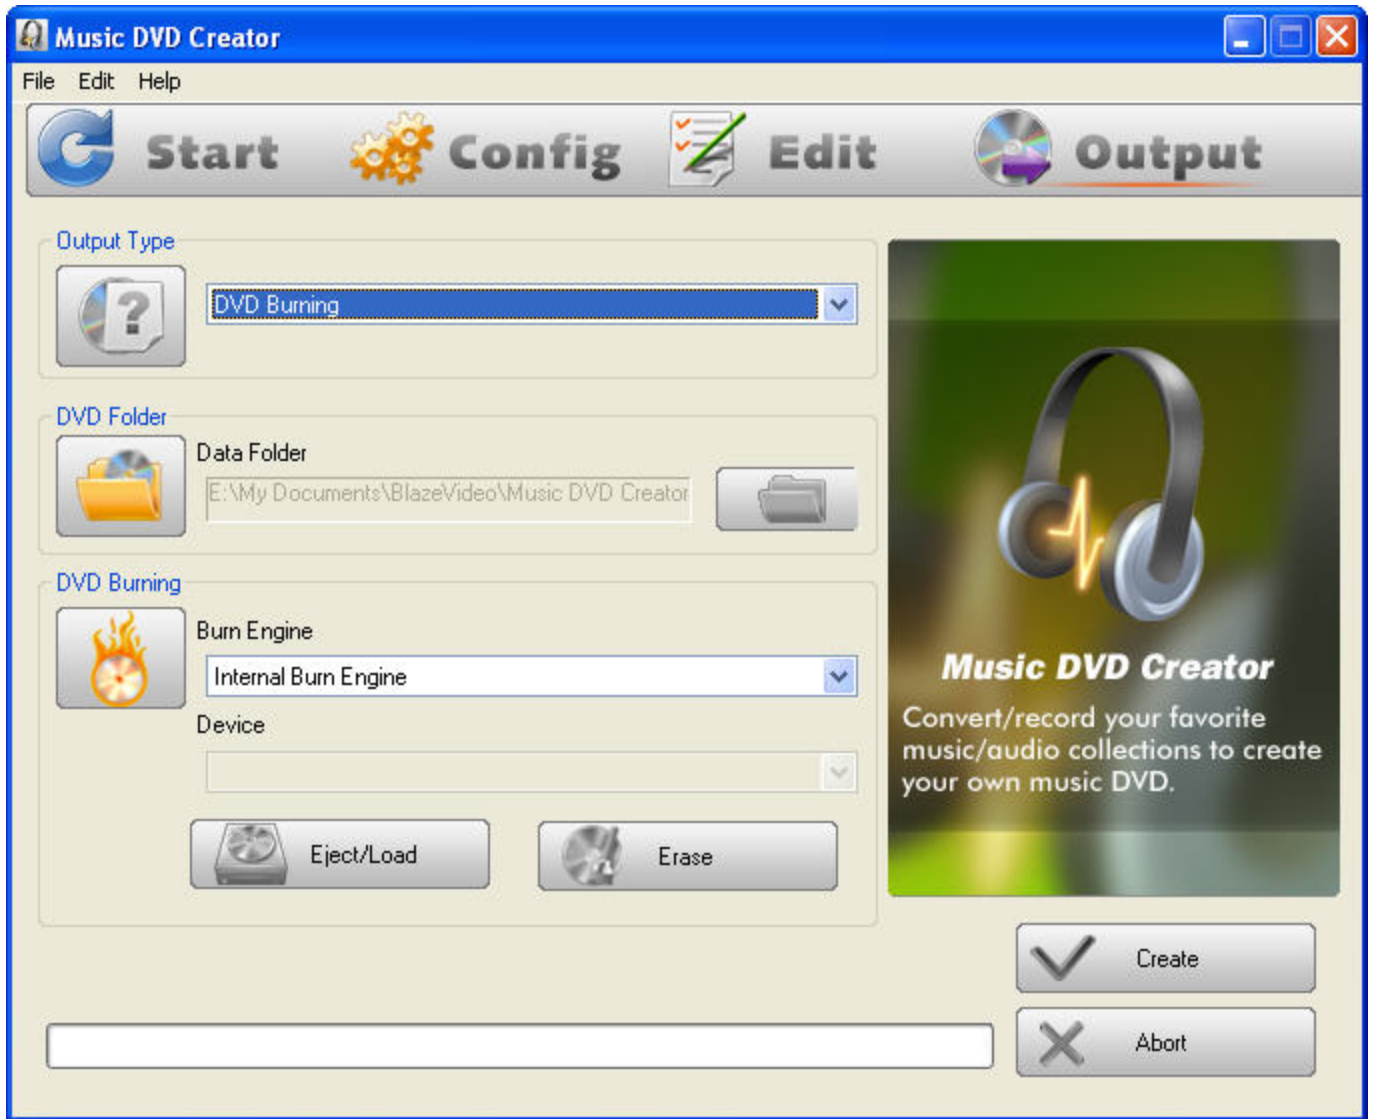 Music DVD Creator
File Edit Help
Start Config Edit Output
Output Type
DVD Burning
DVD Folder
Data Folder
E:\My Documents\BlazeVideo\Music DVD Creator
DVD Burning
Burn Engine
Internal Burn Engine
Device
Eject/Load Erase
Music DVD Creator
Convert/record your favorite
music/audio collections to create
your own music DVD.
Create
Abort